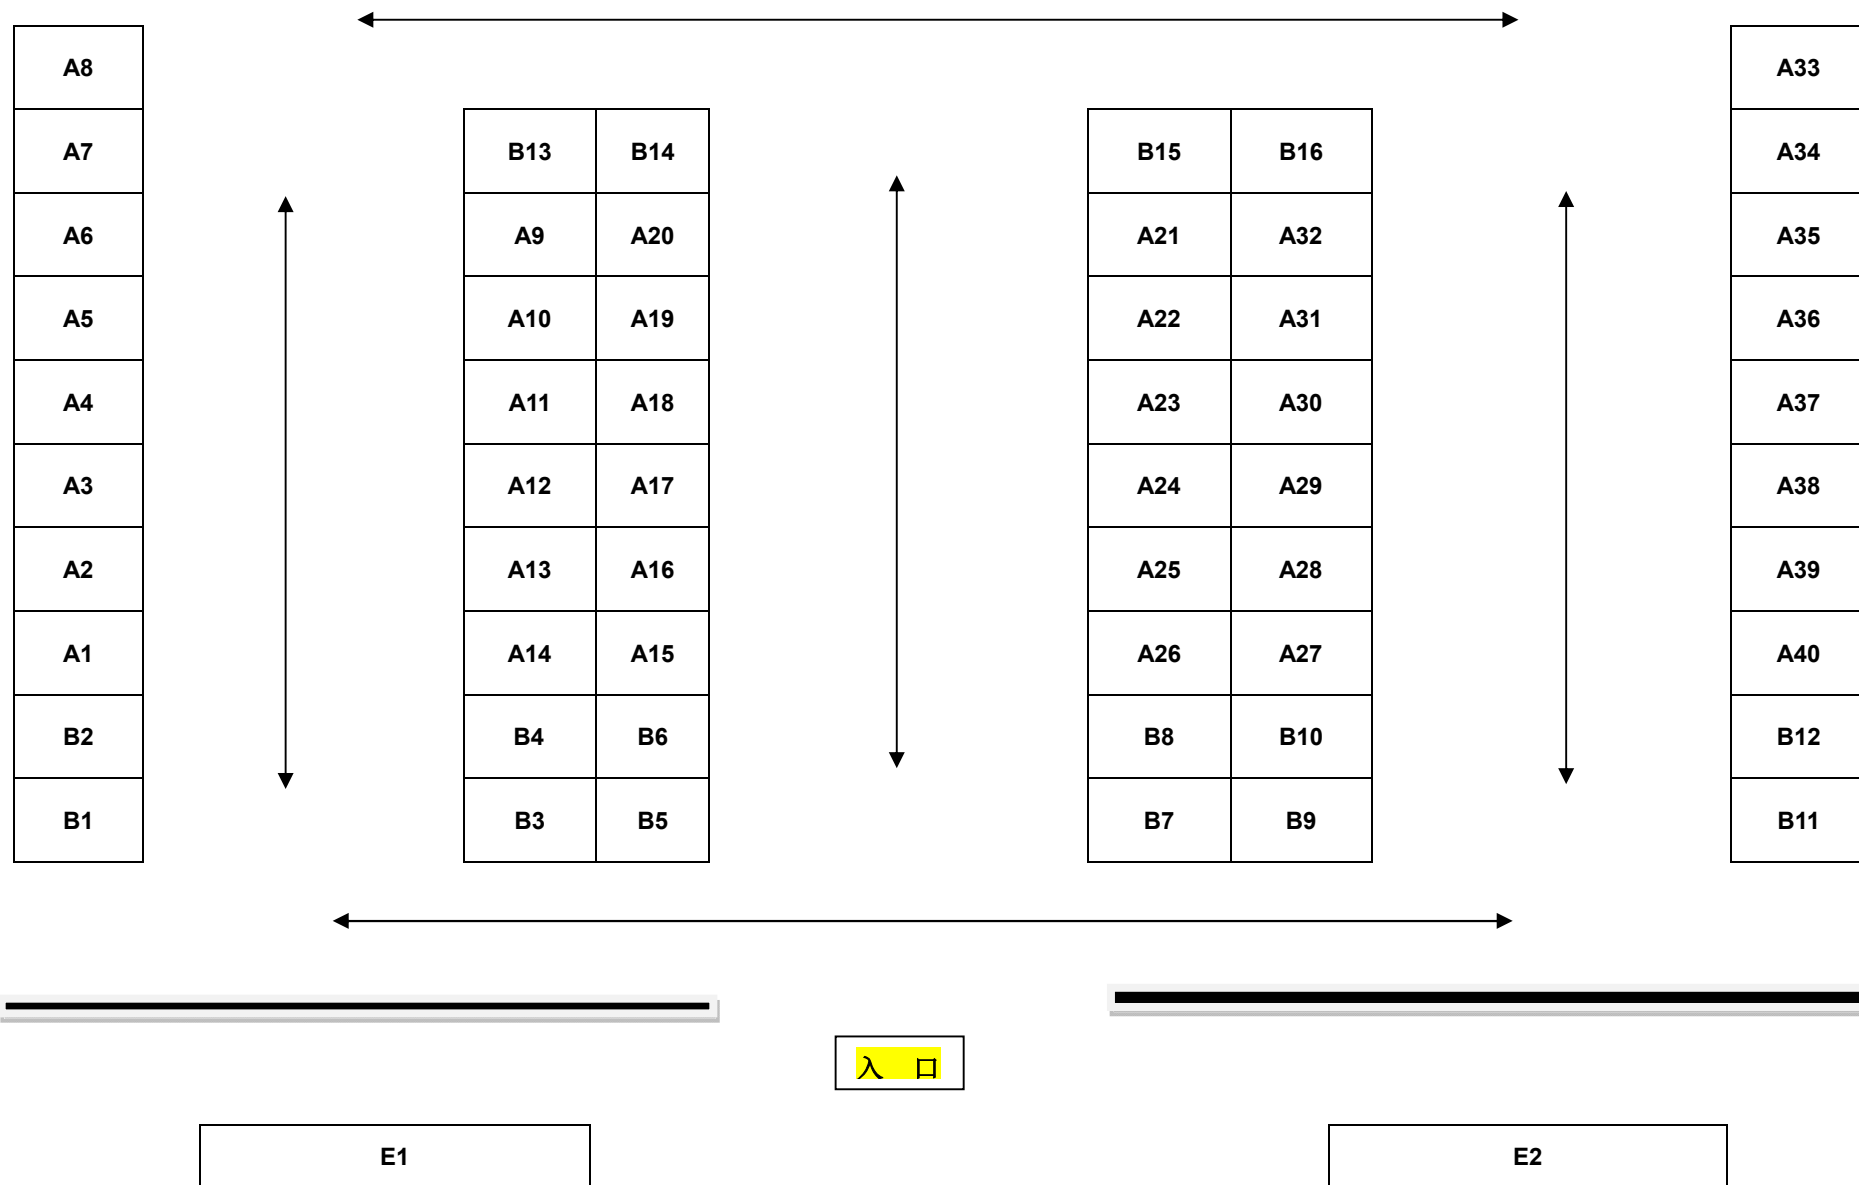 A8 A33
A7 B13 B14 B15 B16 A34
A6 A9 A20 A21 A32 A35
A5 A10 A19 A22 A31 A36
A4 A11 A18 A23 A30 A37
A3 A12 A17 A24 A29 A38
A2 A13 A16 A25 A28 A39
A1 A14 A15 A26 A27 A40
B2 B4 B6 B8 B10 B12
B1 B3 B5 B7 B9 B11
入 口
E1 E2